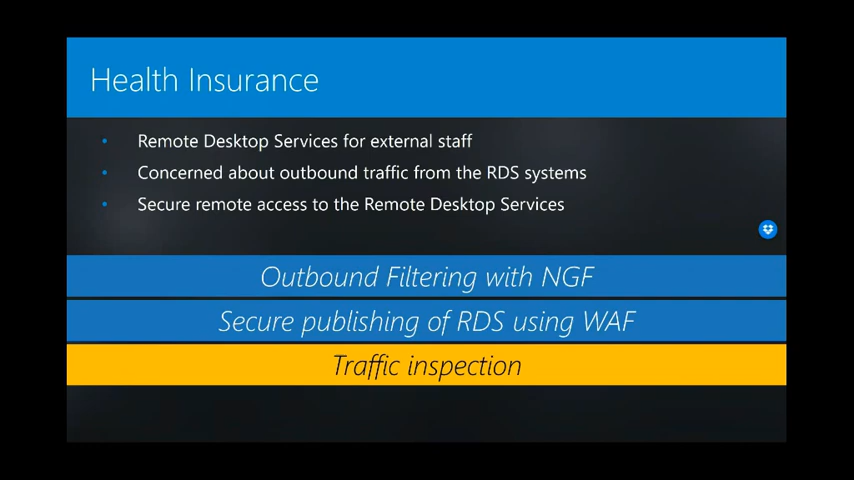 Health Insurance
Remote Desktop Services for external staff
Concerned about outbound traffic from the RDS systems
Secure remote access to the Remote Desktop Services
Outbound Filtering with NGF
Secure publishing of RDS using WAF
Traffic inspection